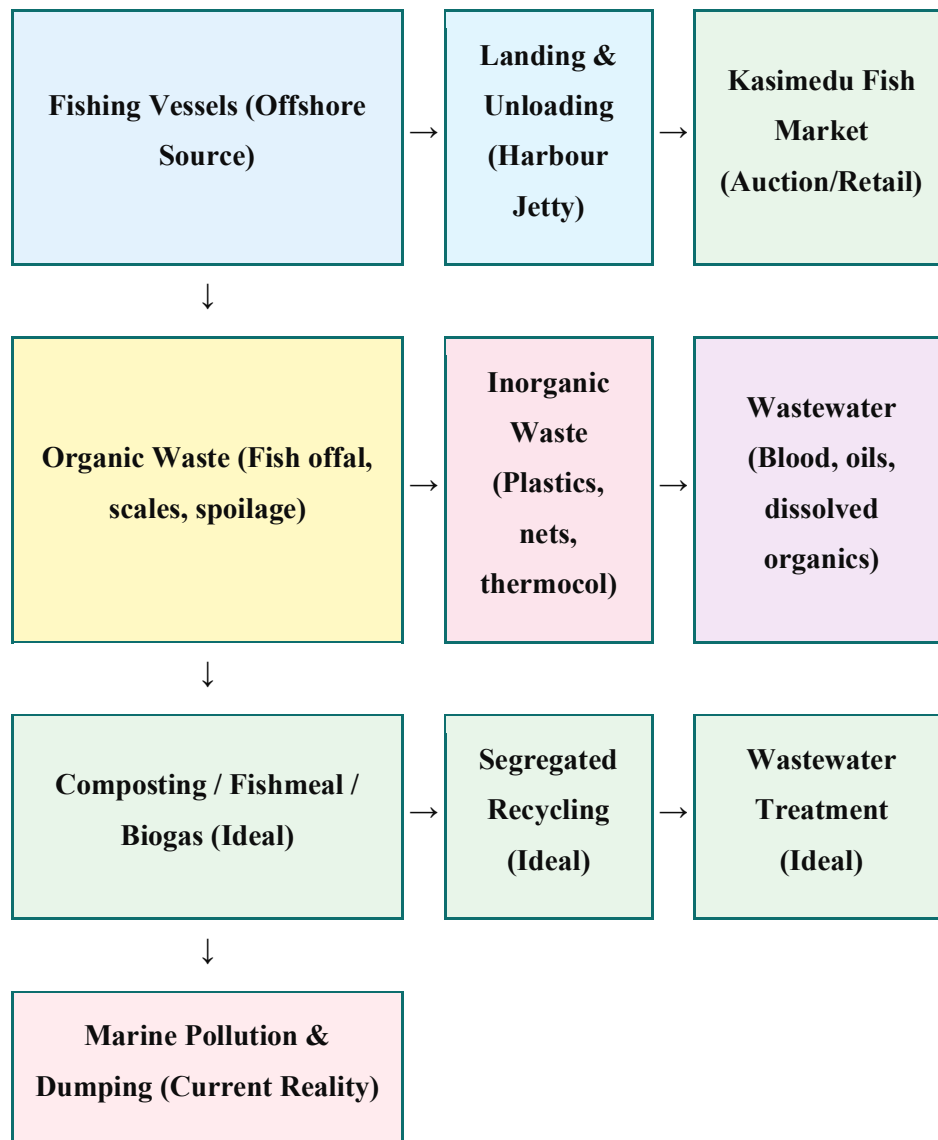 Fishing Vessels (Offshore
Source)
→
Landing &
Unloading
(Harbour
Jetty)
→
Kasimedu Fish
Market
(Auction/Retail)
↓
Organic Waste (Fish offal,
scales, spoilage)
→
Inorganic
Waste
(Plastics,
nets,
thermocol)
→
Wastewater
(Blood, oils,
dissolved
organics)
↓
Composting / Fishmeal /
Biogas (Ideal)
→
Segregated
Recycling
(Ideal)
→
Wastewater
Treatment
(Ideal)
↓
Marine Pollution &
Dumping (Current Reality)